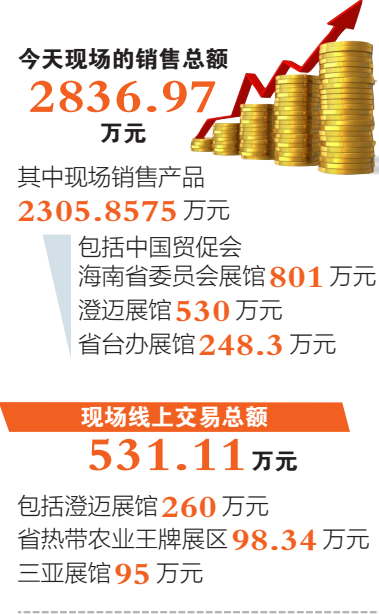 今天现场的销售总额
2836.97
万元
其中现场销售产品
2305.8575万元
包括中国贸促会
海南省委员会展馆801万元
澄迈展馆530万元
省台办展馆248.3万元
现场线上交易总额
531.11万元
包括澄迈展馆260万元
省热带农业王牌展区98.34万元
三亚展馆95万元